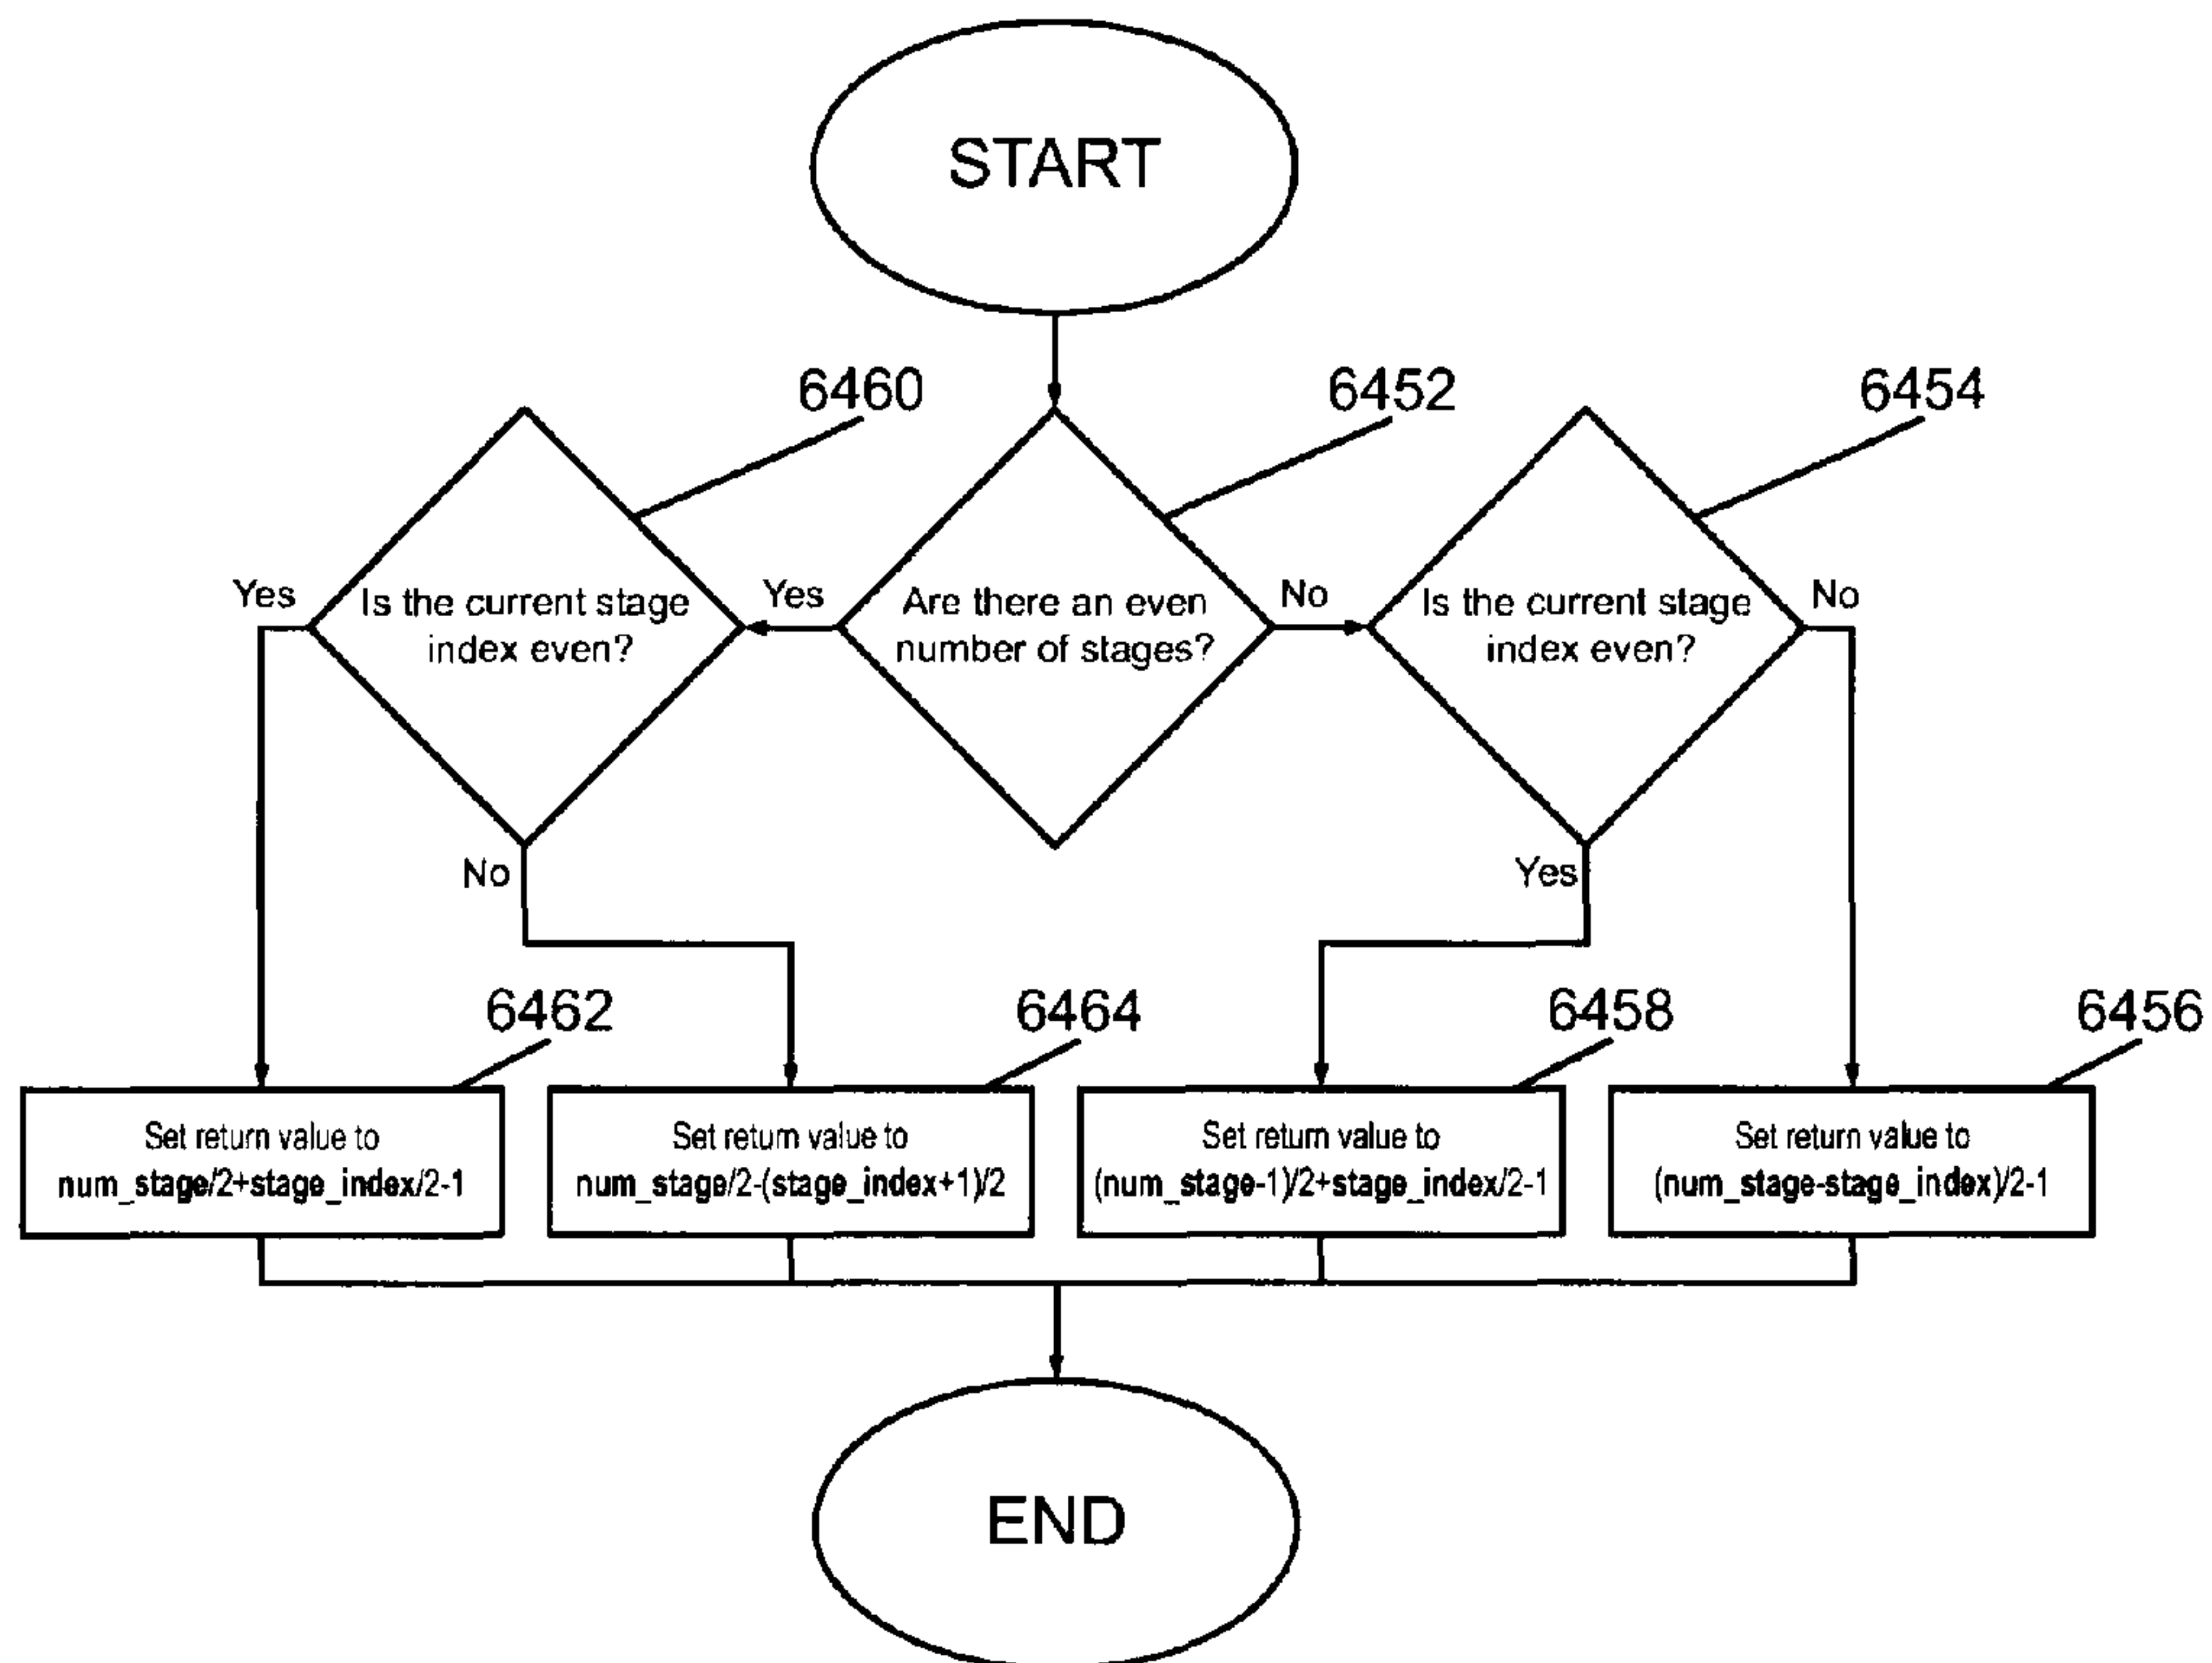 START
6460
6452
6454
Yes
Is the current stage
index even?
Yes
Are there an even
number of stages?
No
Is the current stage
index even?
No
No
Yes
6462
6464
6458
6456
Set return value to
num_stage/2+stage_index/2-1
Set return value to
num_stage/2-(stage_index+1)/2
Set return value to
(num_stage-1)/2+stage_index/2-1
Set return value to
(num_stage-stage_index)/2-1
END